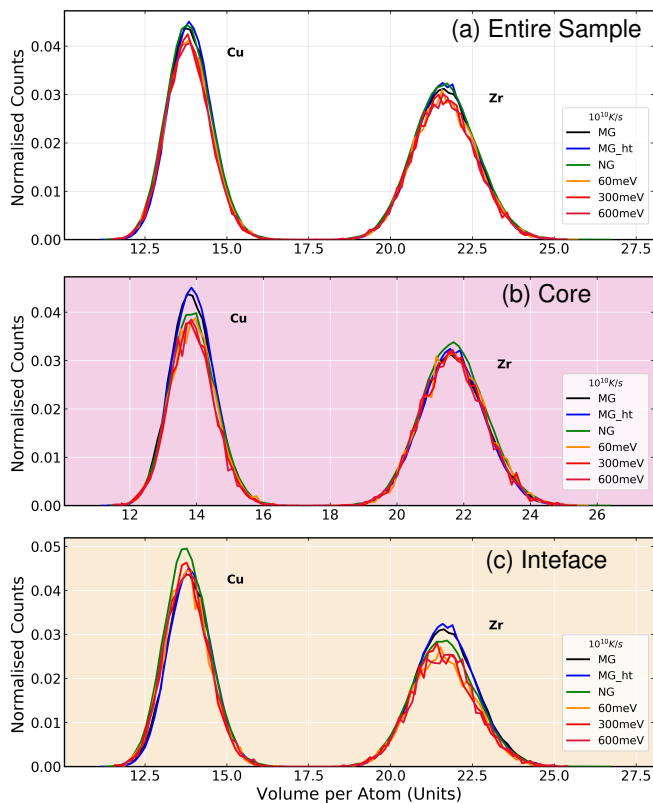 (a) Entire Sample
Normalised Counts
0.04
0.03
0.02
0.01
0.00
Cu
Zr
10¹⁰K/s
MG
MG_ht
NG
60meV
300meV
600meV
12.5 15.0 17.5 20.0 22.5 25.0 27.5
(b) Core
Normalised Counts
0.04
0.03
0.02
0.01
0.00
Cu
Zr
10¹⁰K/s
MG
MG_ht
NG
60meV
300meV
600meV
12 14 16 18 20 22 24 26
(c) Inteface
Normalised Counts
0.05
0.04
0.03
0.02
0.01
0.00
Cu
Zr
10¹⁰K/s
MG
MG_ht
NG
60meV
300meV
600meV
12.5 15.0 17.5 20.0 22.5 25.0 27.5
Volume per Atom (Units)